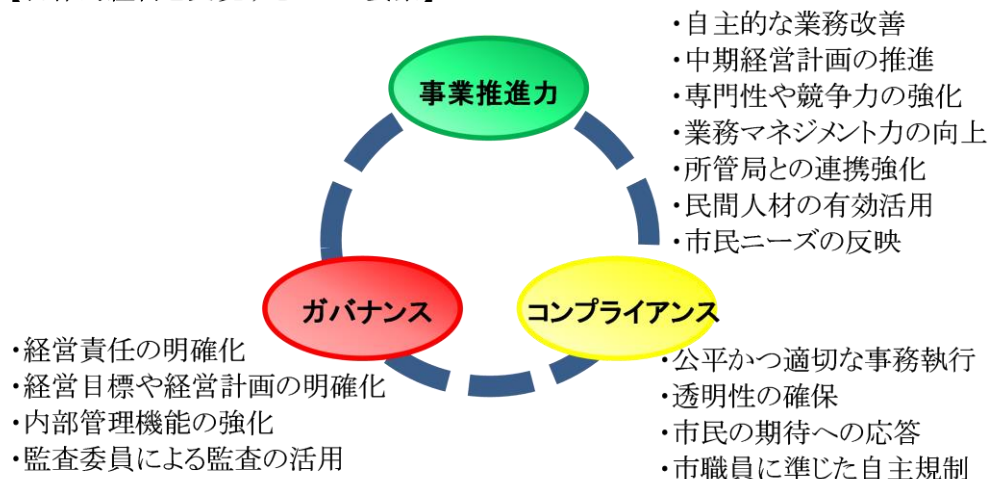 事業推進力
・自主的な業務改善
・中期経営計画の推進
・専門性や競争力の強化
・業務マネジメント力の向上
・所管局との連携強化
・民間人材の有効活用
・市民ニーズの反映
ガバナンス
・経営責任の明確化
・経営目標や経営計画の明確化
・内部管理機能の強化
・監査委員による監査の活用
コンプライアンス
・公平かつ適切な事務執行
・透明性の確保
・市民の期待への応答
・市職員に準じた自主規制